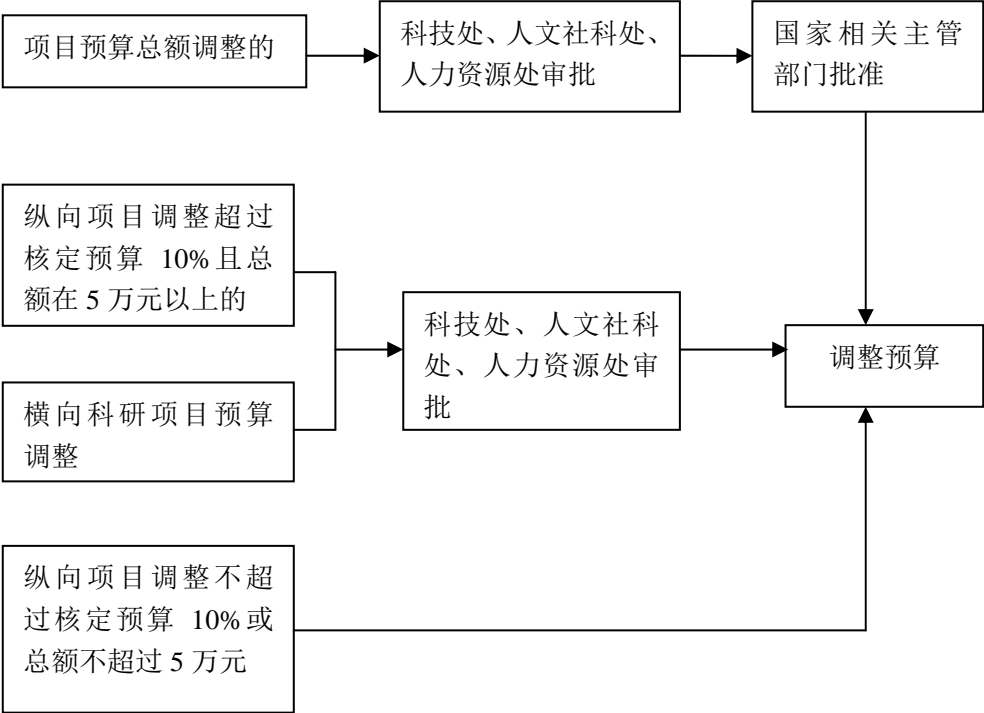 项目预算总额调整的
科技处、人文社科处、
人力资源处审批
国家相关主管
部门批准
纵向项目调整超过
核定预算 10%且总
额在 5 万元以上的
科技处、人文社科
处、人力资源处审
批
调整预算
横向科研项目预算
调整
纵向项目调整不超
过核定预算 10%或
总额不超过 5 万元